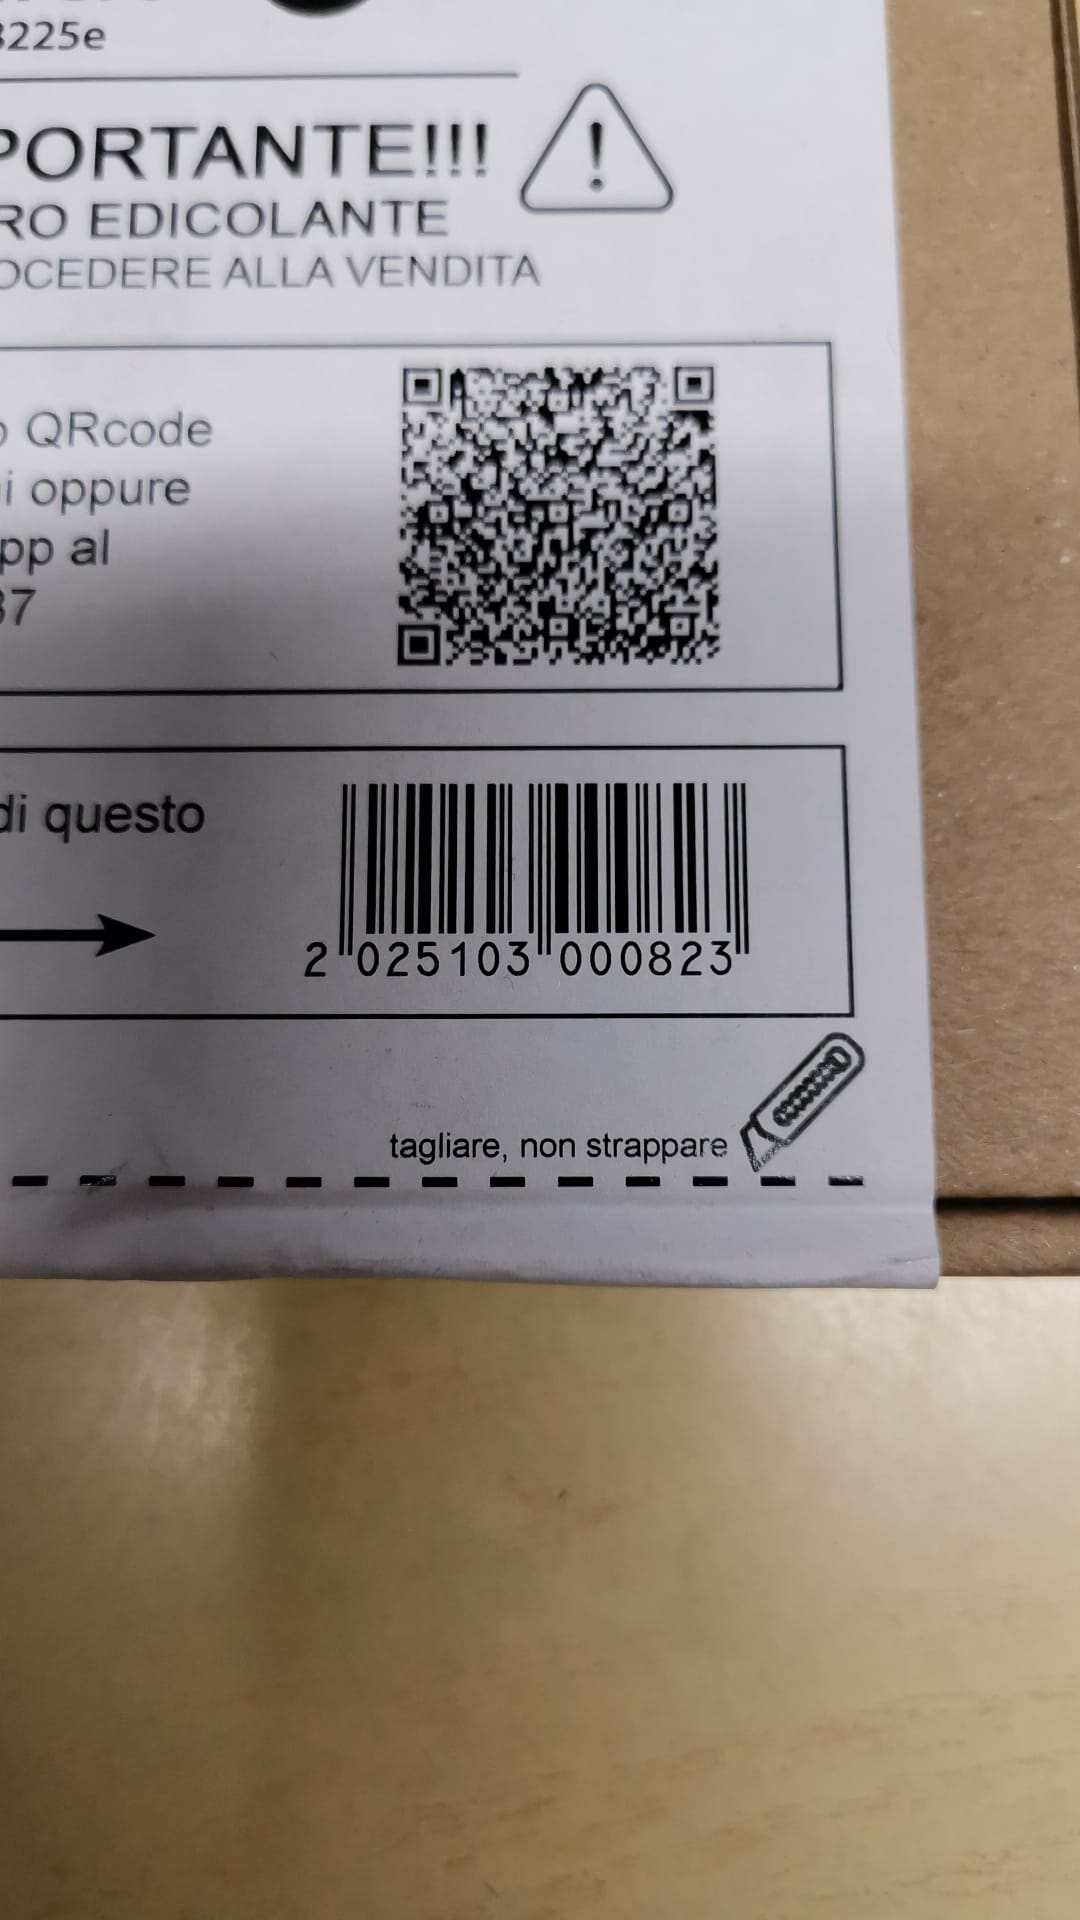 3225e
PORTANTE!!!
RO EDICOLANTE
OCEDERE ALLA VENDITA
o QRcode
i oppure
pp al
37
di questo
2 025103 000823
tagliare, non strappare